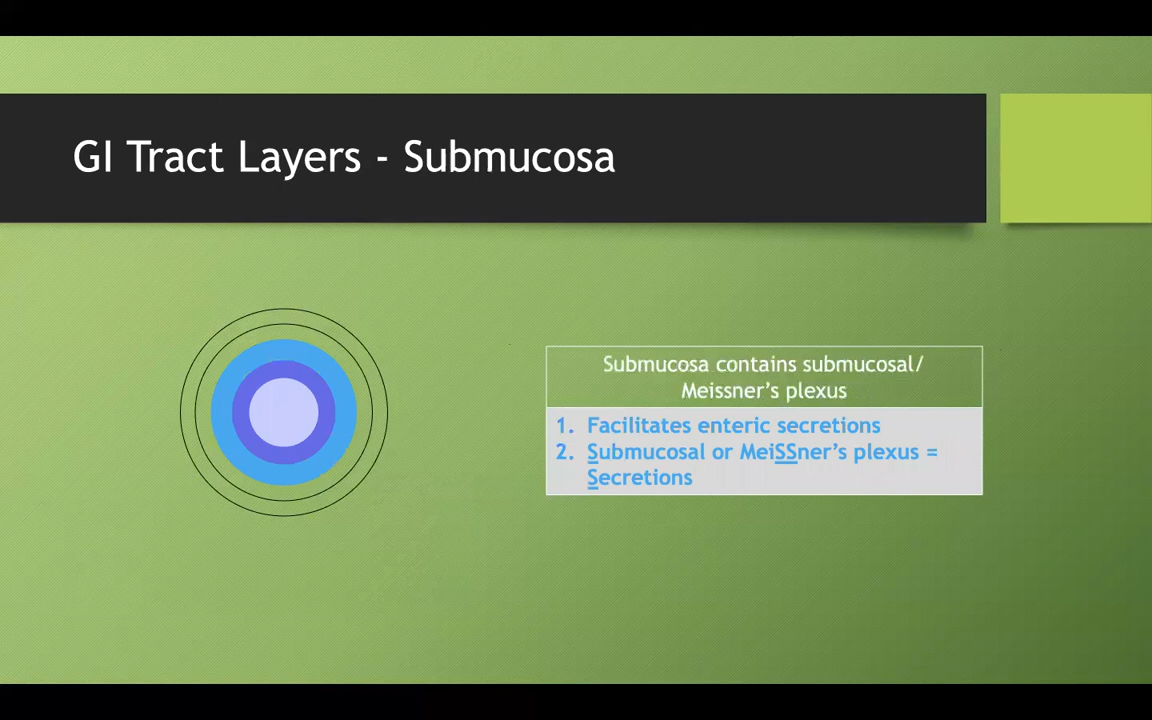 GI Tract Layers - Submucosa
Submucosa contains submucosal/
Meissner's plexus
1. Facilitates enteric secretions
2. Submucosal or MeiSSner's plexus =
Secretions